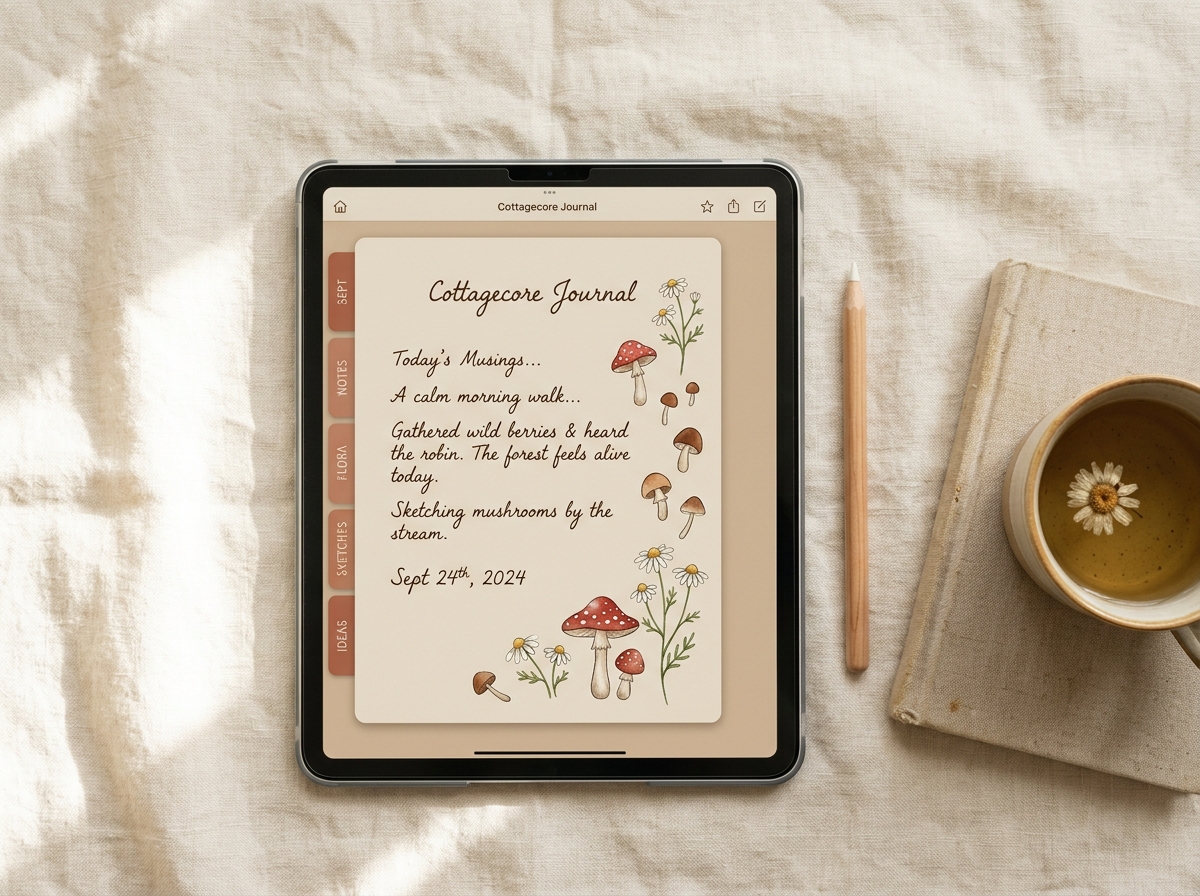 Cottagecore Journal
SEPT
NOTES
FLORA
SKETCHES
IDEAS
Cottagecore Journal
Today's Musings...
A calm morning walk...
Gathered wild berries & heard
the robin. The forest feels alive
today.
Sketching mushrooms by the
stream.
Sept 24th, 2024